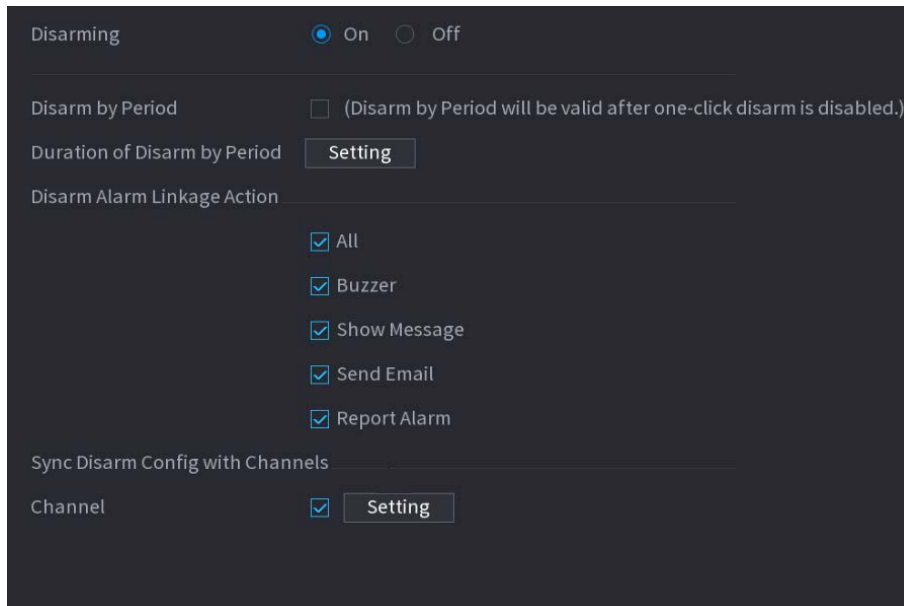 Disarming On Off
Disarm by Period (Disarm by Period will be valid after one-click disarm is disabled.)
Duration of Disarm by Period Setting
Disarm Alarm Linkage Action
All
Buzzer
Show Message
Send Email
Report Alarm
Sync Disarm Config with Channels
Channel Setting